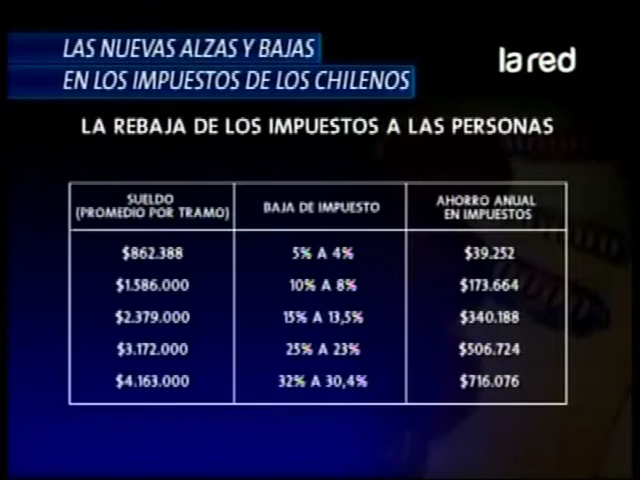 LAS NUEVAS ALZAS Y BAJAS
EN LOS IMPUESTOS DE LOS CHILENOS
la red
LA REBAJA DE LOS IMPUESTOS A LAS PERSONAS
SUELDO
(PROMEDIO POR TRAMO)
BAJA DE IMPUESTO
AHORRO ANUAL
EN IMPUESTOS
$862.388 5% A 4% $39.252
$1.586.000 10% A 8% $173.664
$2.379.000 15% A 13,5% $340.188
$3.172.000 25% A 23% $506.724
$4.163.000 32% A 30,4% $716.076